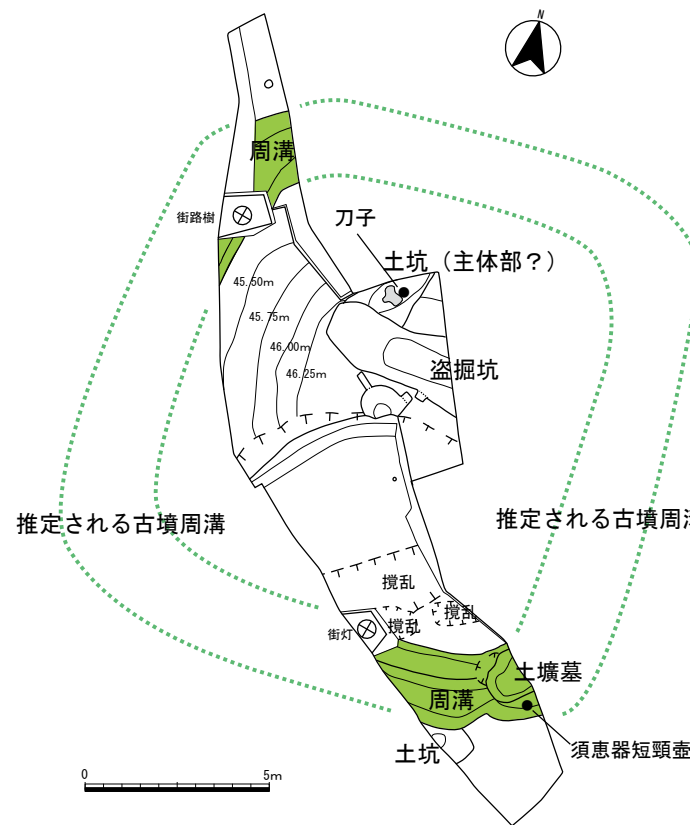 N
周溝
街路樹
刀子
土坑（主体部？）
45.50m
45.75m
46.00m
46.25m
盗掘坑
推定される古墳周溝
推定される古墳周
撹乱
撹乱
撹乱
街灯
土壙墓
周溝
須恵器短頸壺
土坑
0
5m